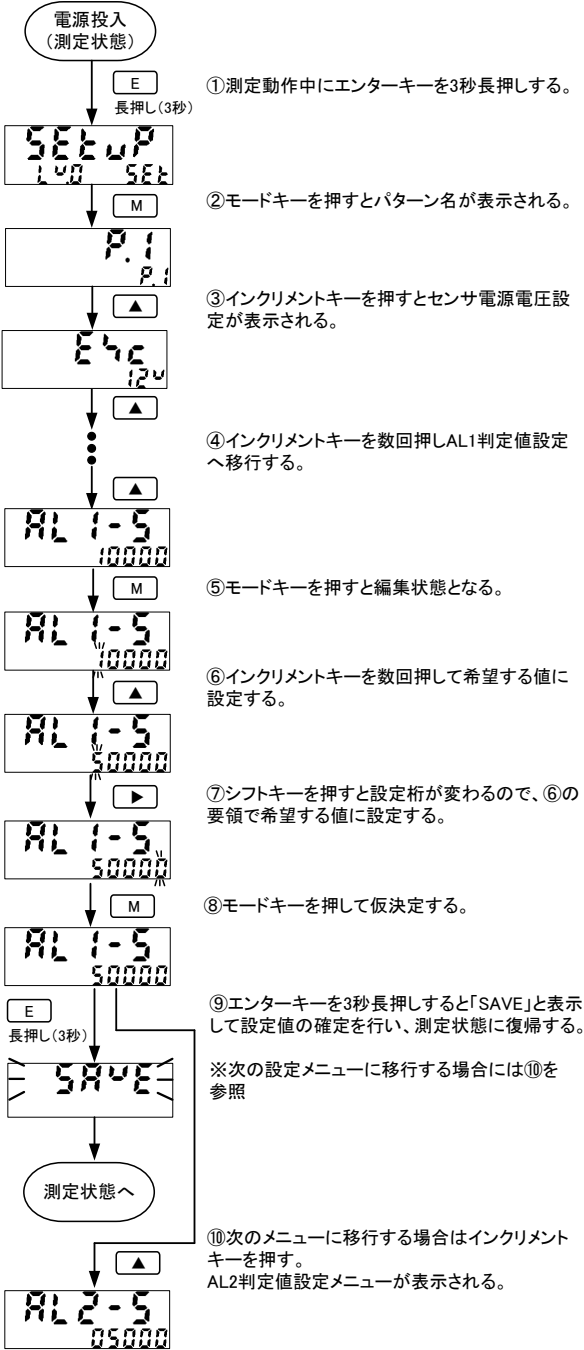 電源投入
（測定状態）
E
長押し（3秒）
①測定動作中にエンターキーを3秒長押しする。
SEtuP
Lv.0 SEt
M
②モードキーを押すとパターン名が表示される。
P. 1
P. 1
▲
③インクリメントキーを押すとセンサ電源電圧設
定が表示される。
Eｘc
12v
▲
④インクリメントキーを数回押しAL1判定値設定
へ移行する。
▲
AL 1-S
10000
M
⑤モードキーを押すと編集状態となる。
AL 1-S
10000
⑥インクリメントキーを数回押して希望する値に
設定する。
▲
AL 1-S
50000
▶
⑦シフトキーを押すと設定桁が変わるので、⑥の
要領で希望する値に設定する。
AL 1-S
50000
M
⑧モードキーを押して仮決定する。
AL 1-S
50000
E
長押し（3秒）
⑨エンターキーを3秒長押しすると「SAVE」と表示
して設定値の確定を行い、測定状態に復帰する。
※次の設定メニューに移行する場合には⑩を
参照
SAvE
測定状態へ
⑩次のメニューに移行する場合はインクリメント
キーを押す。
AL2判定値設定メニューが表示される。
▲
AL2-S
05000